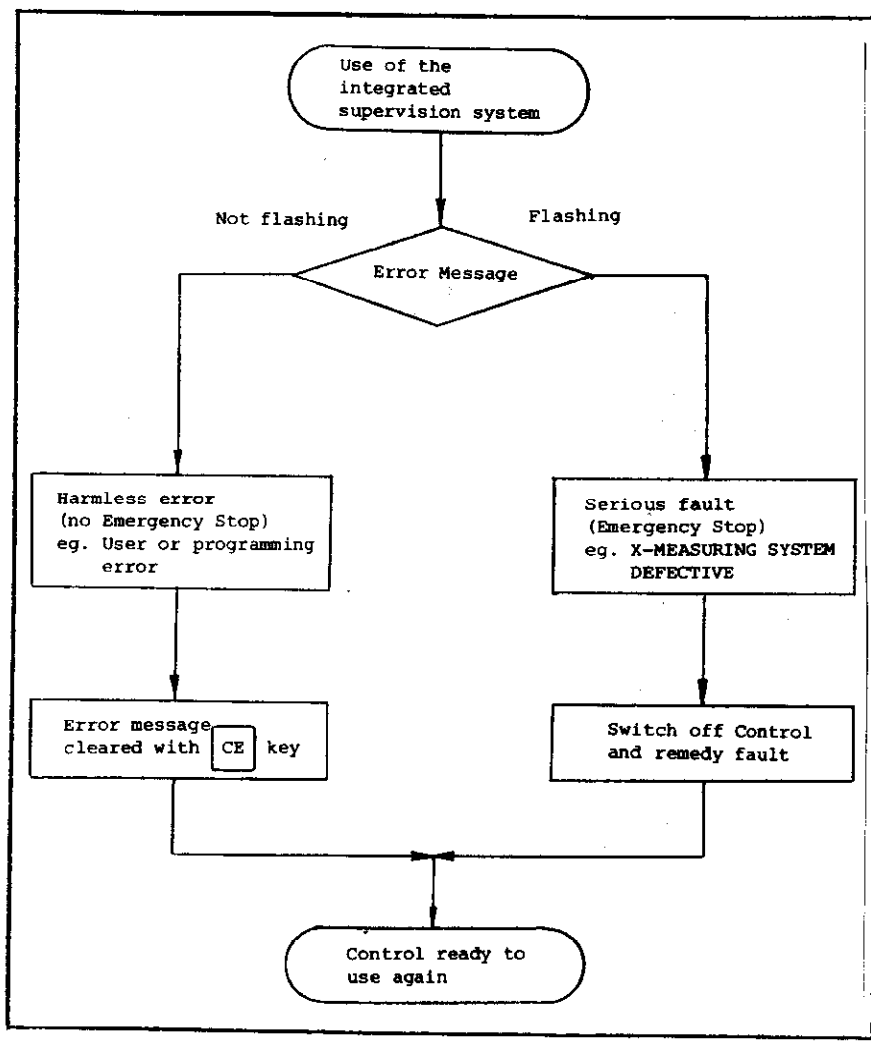 Use of the
integrated
supervision system
Not flashing
Flashing
Error Message
Harmless error
(no Emergency Stop)
eg. User or programming
error
Serious fault
(Emergency Stop)
eg. X-MEASURING SYSTEM
DEFECTIVE
Error message
cleared with CE key
Switch off Control
and remedy fault
Control ready to
use again